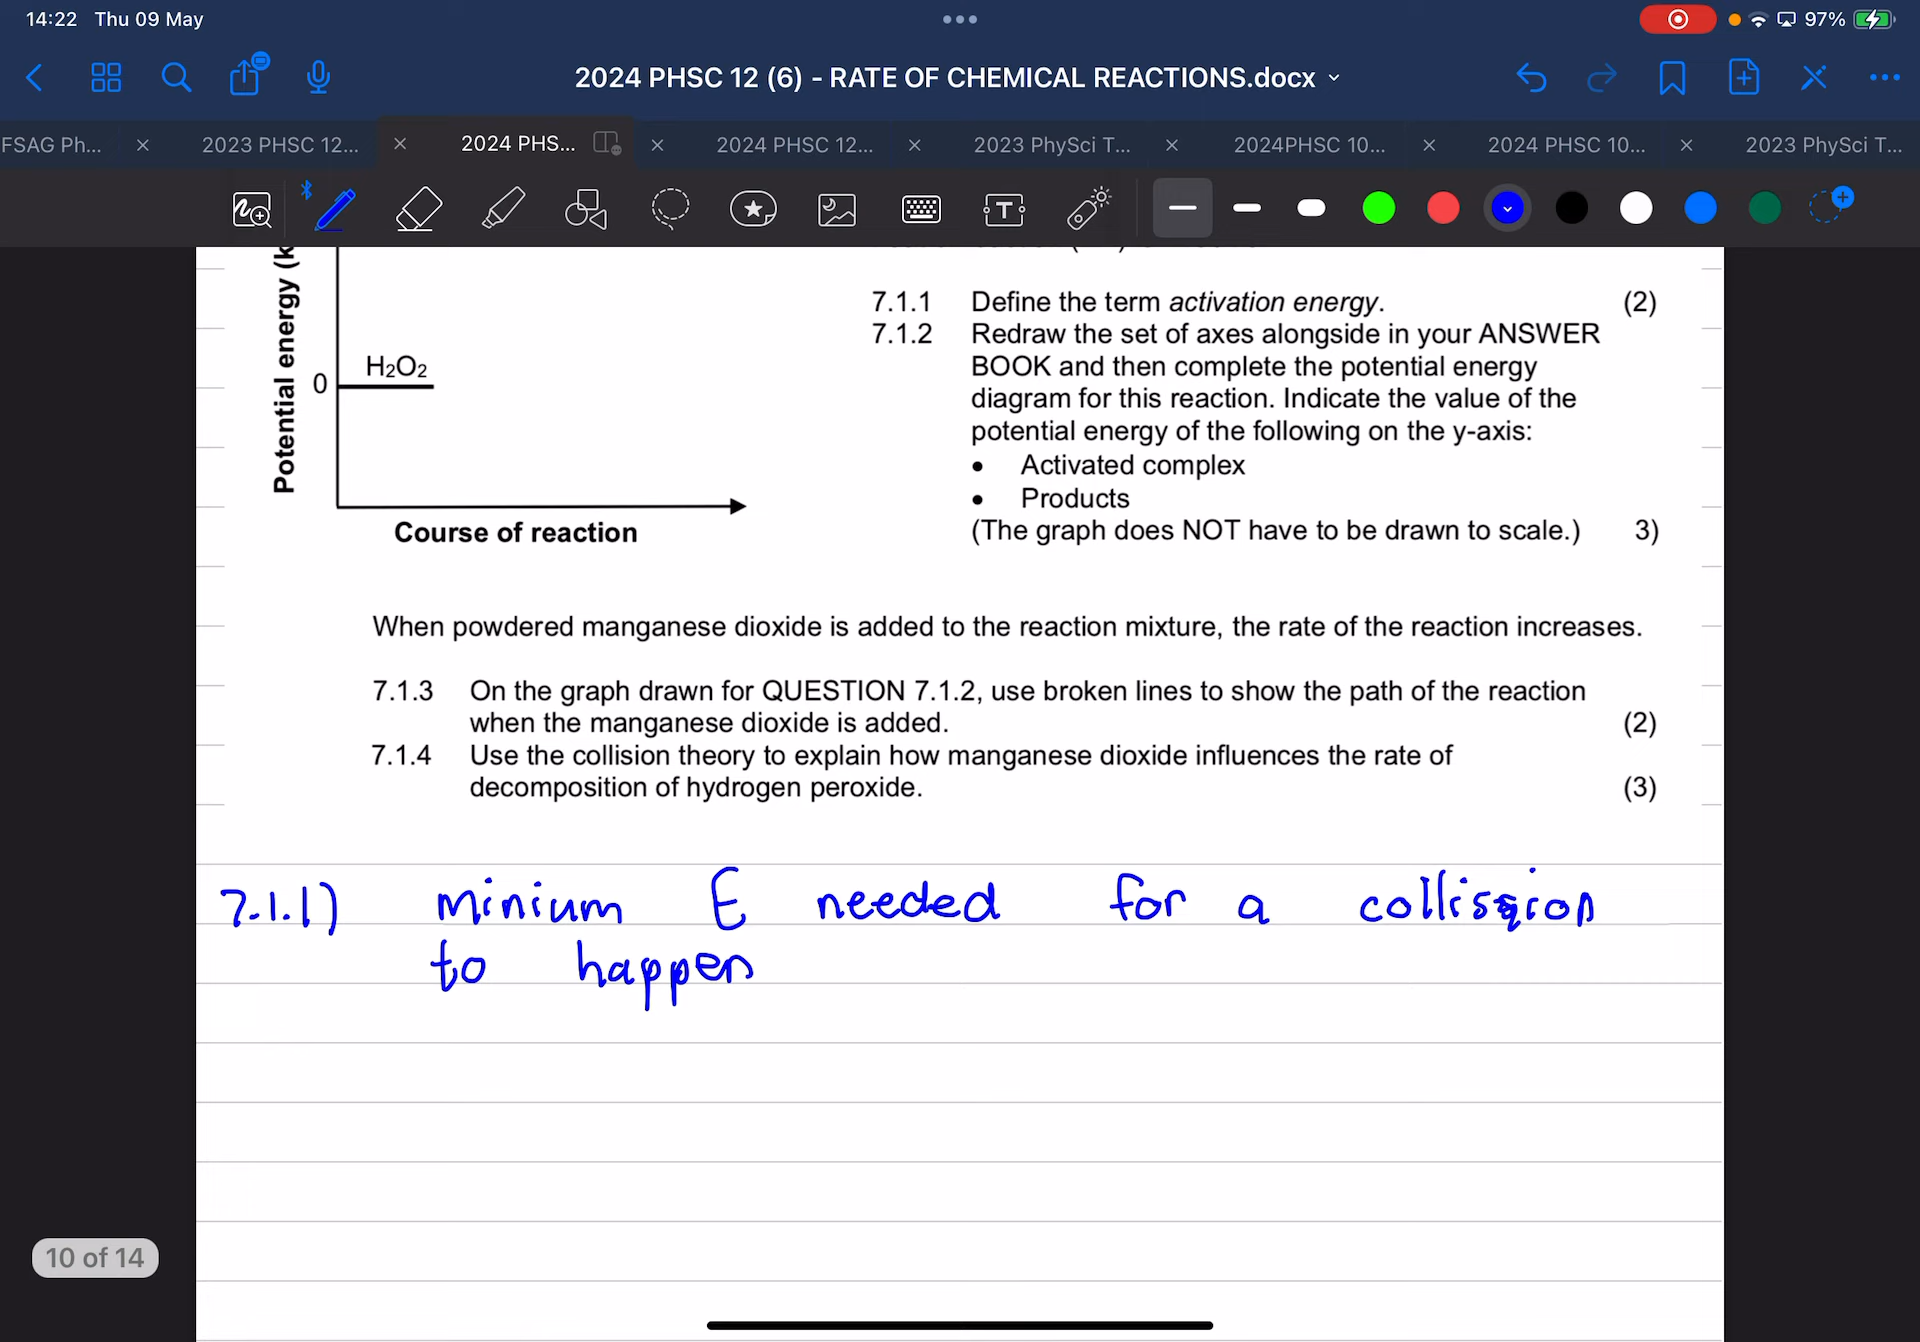 14:22 Thu 09 May
97%
2024 PHSC 12 (6) - RATE OF CHEMICAL REACTIONS.docx
FSAG Ph... 2023 PHSC 12... 2024 PHS... 2024 PHSC 12... 2023 PhySci T... 2024PHSC 10... 2024 PHSC 10... 2023 PhySci T...
Potential energy (k
0
H₂O₂
Course of reaction
7.1.1 Define the term activation energy. (2)
7.1.2 Redraw the set of axes alongside in your ANSWER
BOOK and then complete the potential energy
diagram for this reaction. Indicate the value of the
potential energy of the following on the y-axis:
• Activated complex
• Products
(The graph does NOT have to be drawn to scale.) 3)
When powdered manganese dioxide is added to the reaction mixture, the rate of the reaction increases.
7.1.3 On the graph drawn for QUESTION 7.1.2, use broken lines to show the path of the reaction
when the manganese dioxide is added. (2)
7.1.4 Use the collision theory to explain how manganese dioxide influences the rate of
decomposition of hydrogen peroxide. (3)
7.1.1) minium E needed for a collision
to happen
10 of 14